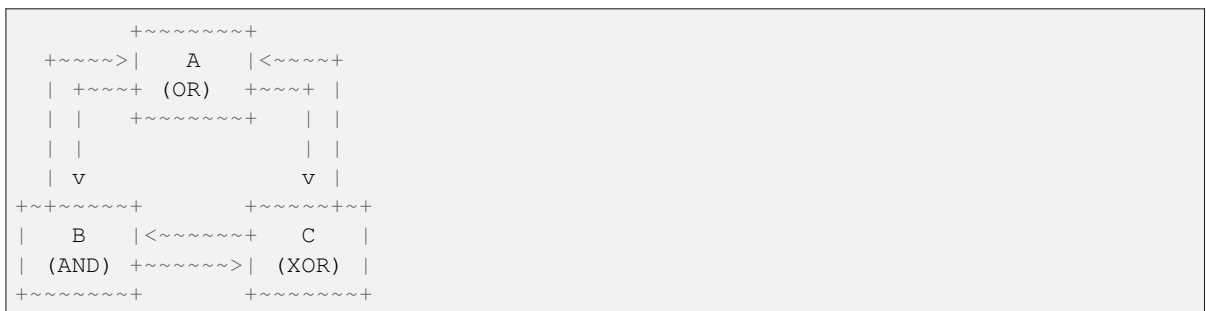 +~~~~~~~+
  +~~~~>|   A   |<~~~~+
  | +~~~+ (OR)  +~~~+ |
  | |   +~~~~~~~+   | |
  | |               | |
  | v               v |
+~+~~~~~+       +~~~~~+~+
|   B   |<~~~~~~+   C   |
| (AND) +~~~~~~>| (XOR) |
+~~~~~~~+       +~~~~~~~+